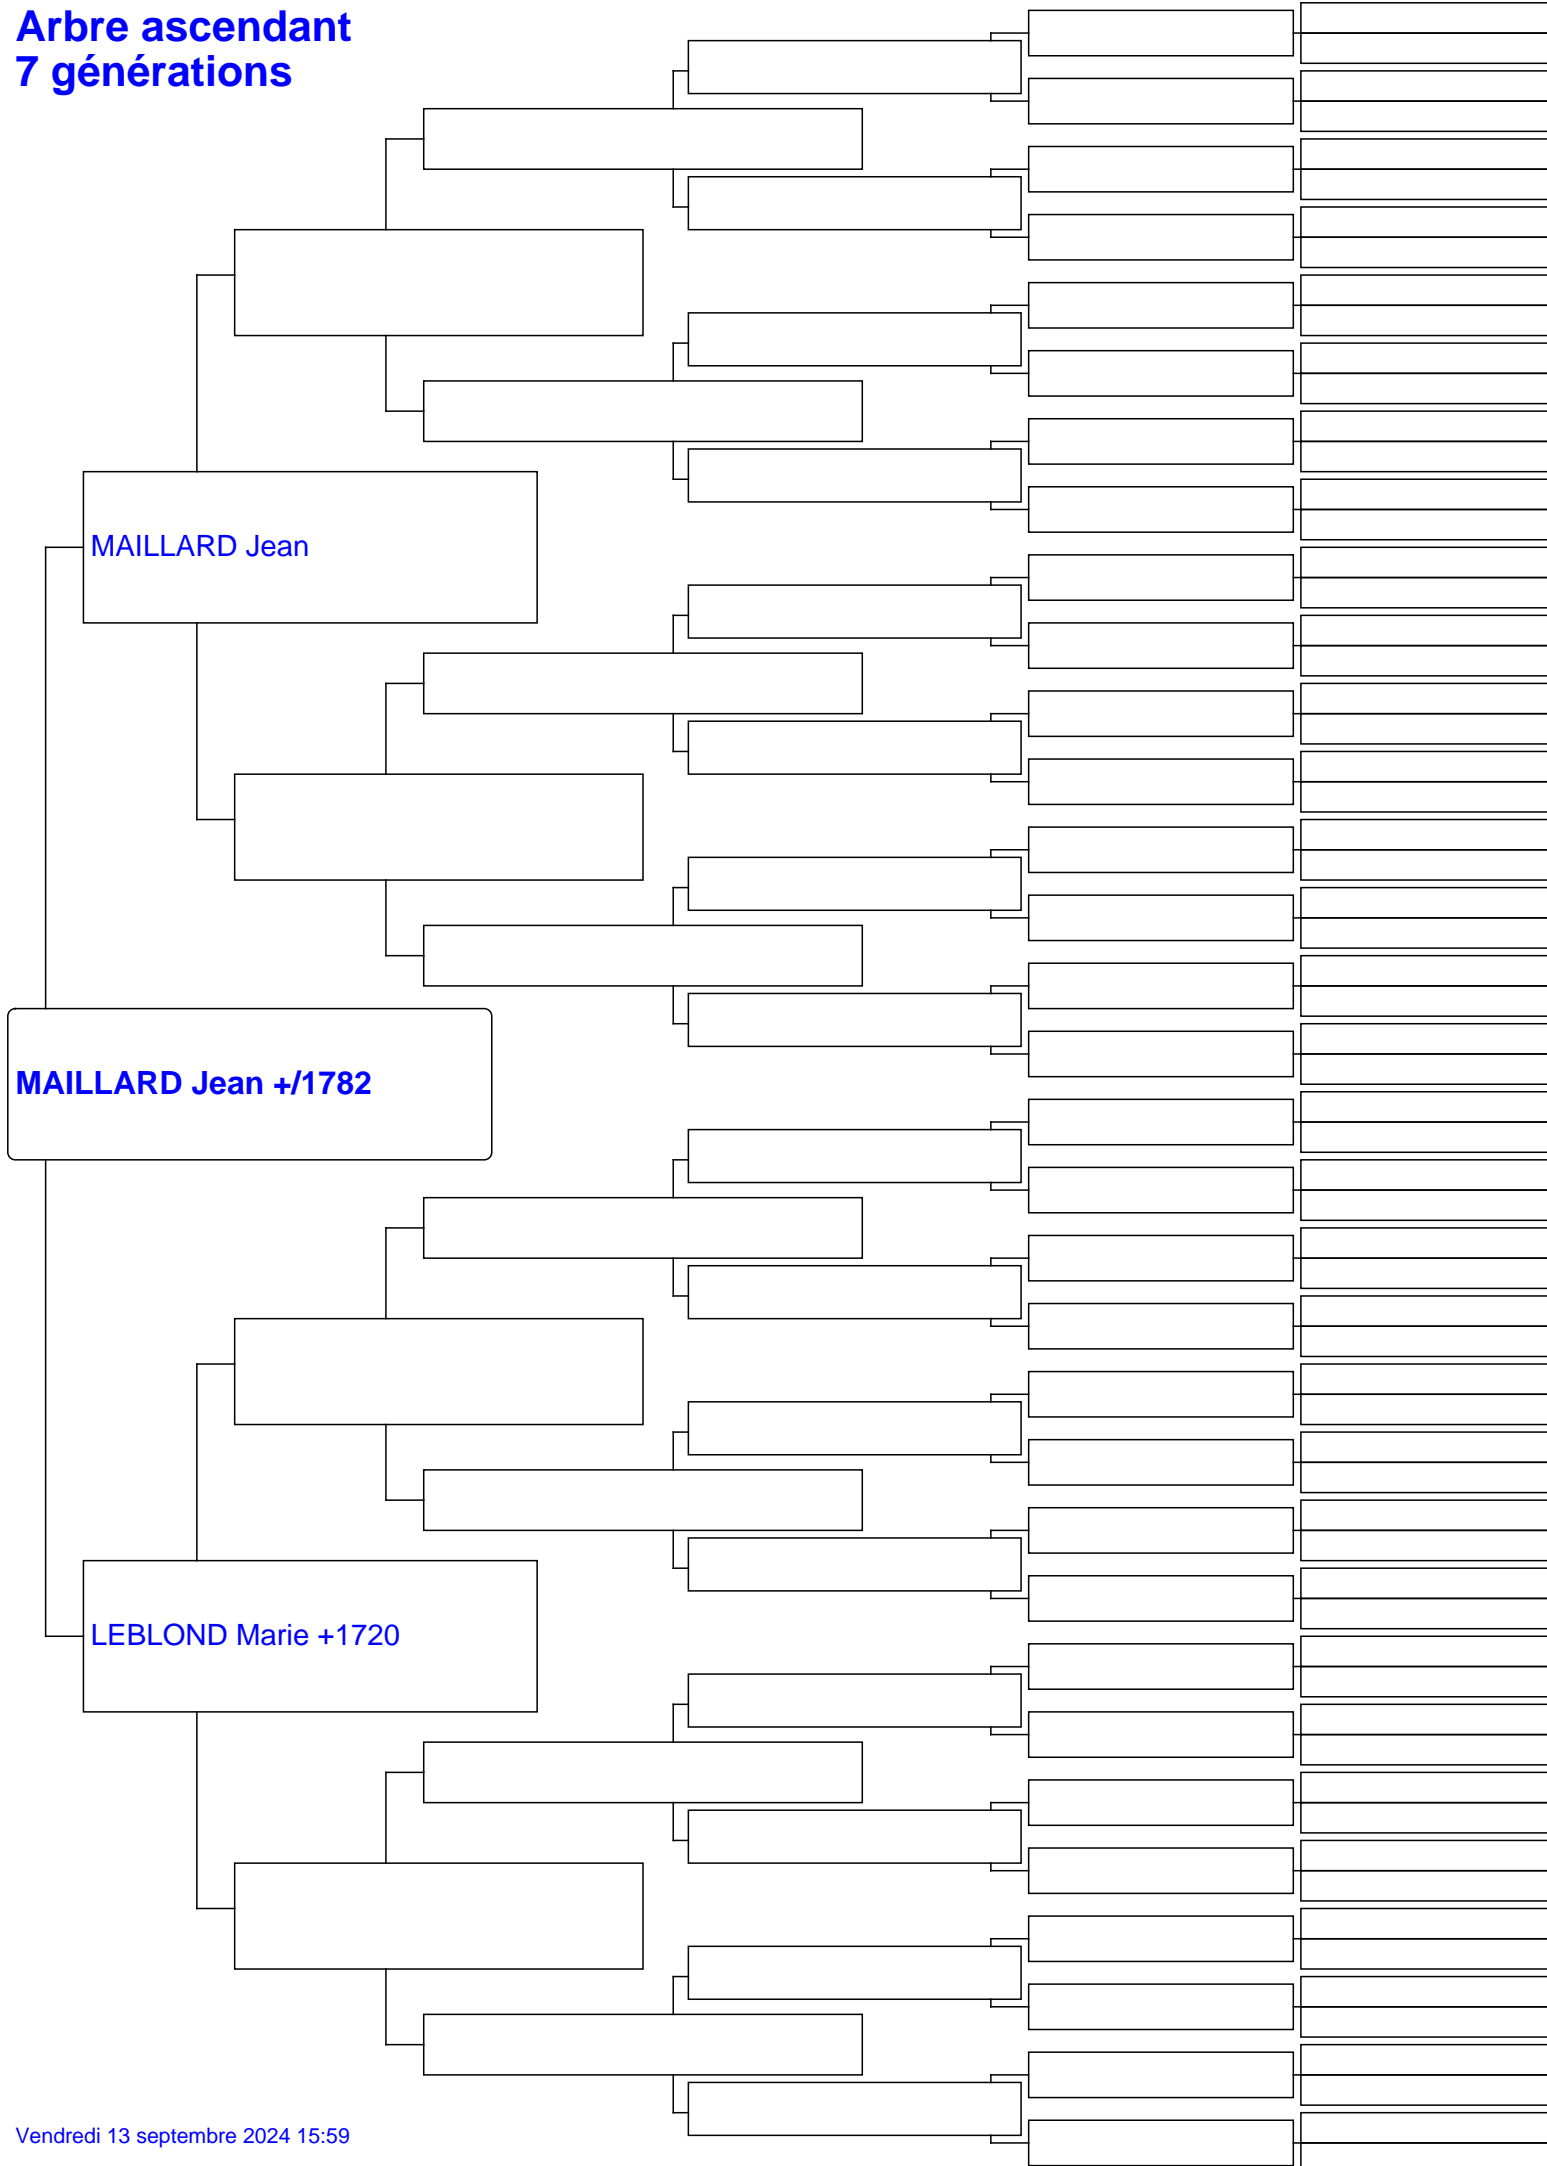 Arbre ascendant
7 générations
MAILLARD Jean
MAILLARD Jean +/1782
LEBLOND Marie +1720
Vendredi 13 septembre 2024 15:59